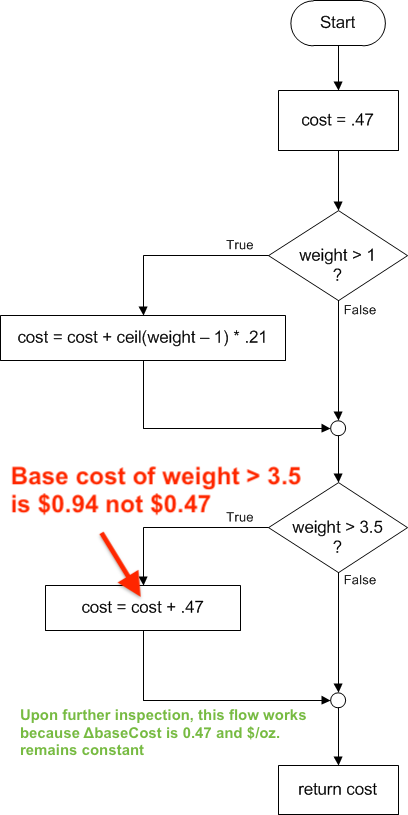 Start
cost = .47
True
weight > 1
?
False
cost = cost + ceil(weight – 1) * .21
Base cost of weight > 3.5
is $0.94 not $0.47
True
weight > 3.5
?
False
cost = cost + .47
Upon further inspection, this flow works
because ΔbaseCost is 0.47 and $/oz.
remains constant
return cost